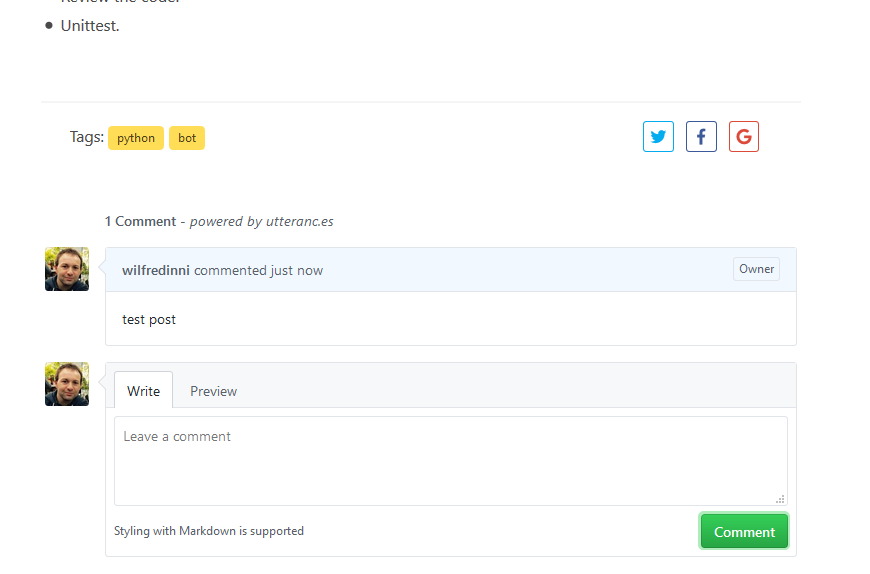 Unittest.
Tags: python bot
1 Comment - powered by utteranc.es
wilfredinni commented just now Owner
test post
Write Preview
Leave a comment
Styling with Markdown is supported Comment